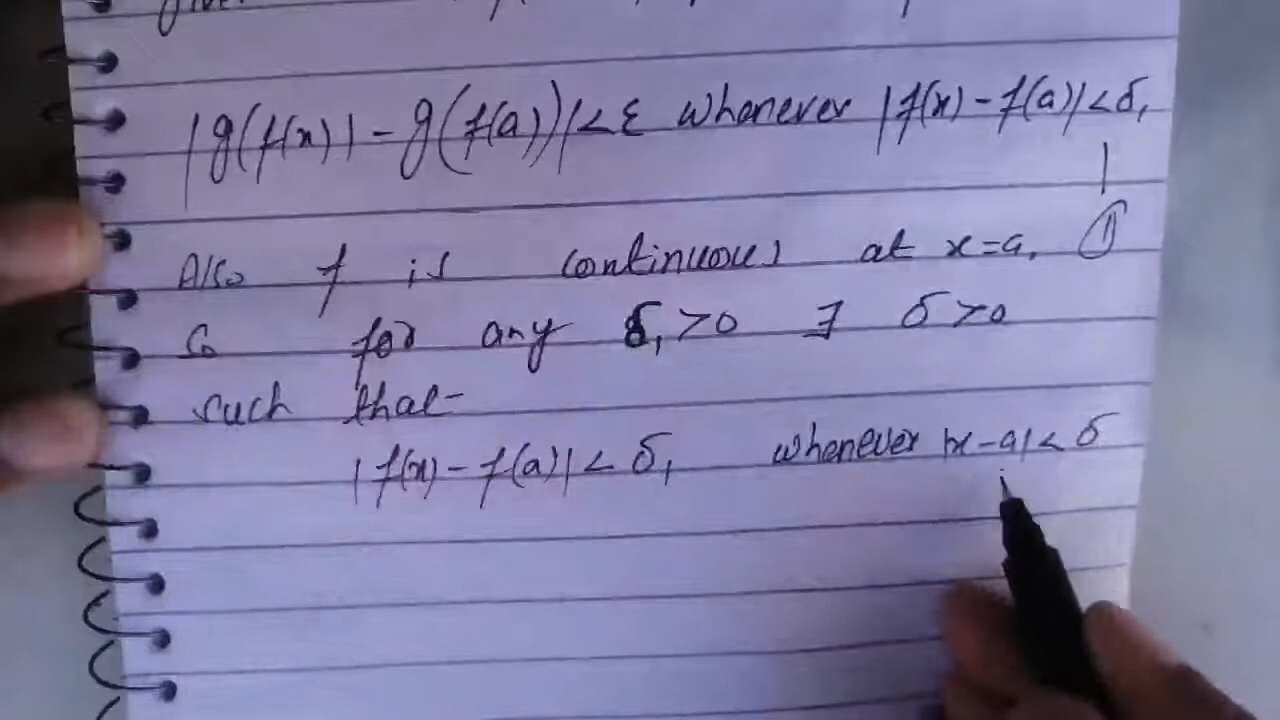 |g(f(x)) - g(f(a))| < ε whenever |f(x) - f(a)| < δ₁
①
Also f is continuous at x=a,
So for any δ₁ >0 ∃ δ >0
such that
|f(x) - f(a)| < δ₁ whenever |x-a| < δ